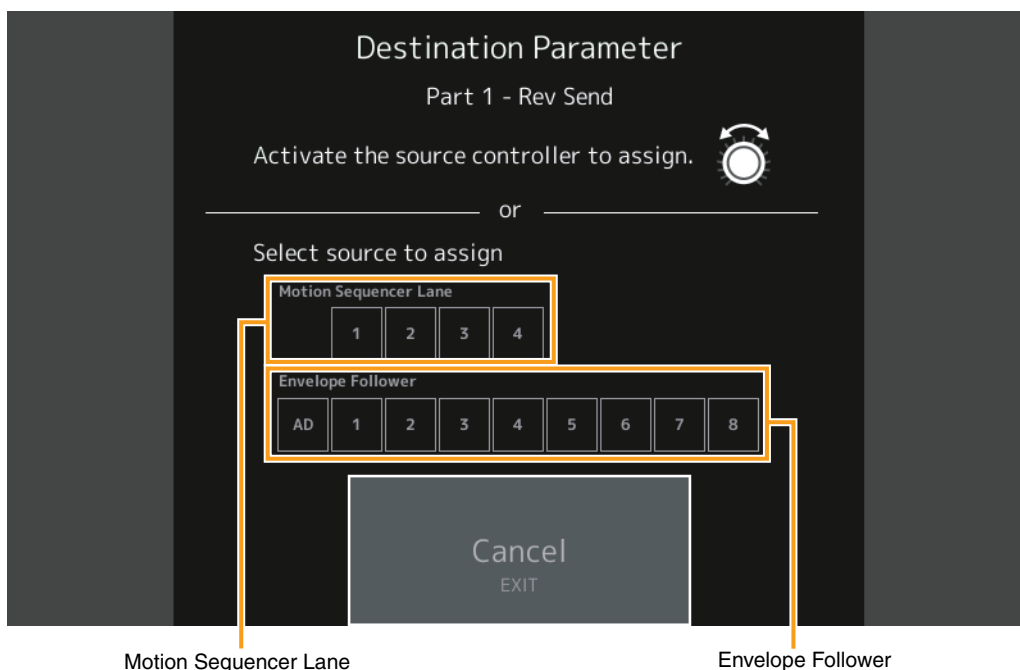 Destination Parameter
Part 1 - Rev Send
Activate the source controller to assign.
or
Select source to assign
Motion Sequencer Lane
1 2 3 4
Envelope Follower
AD 1 2 3 4 5 6 7 8
Cancel
EXIT
Motion Sequencer Lane
Envelope Follower